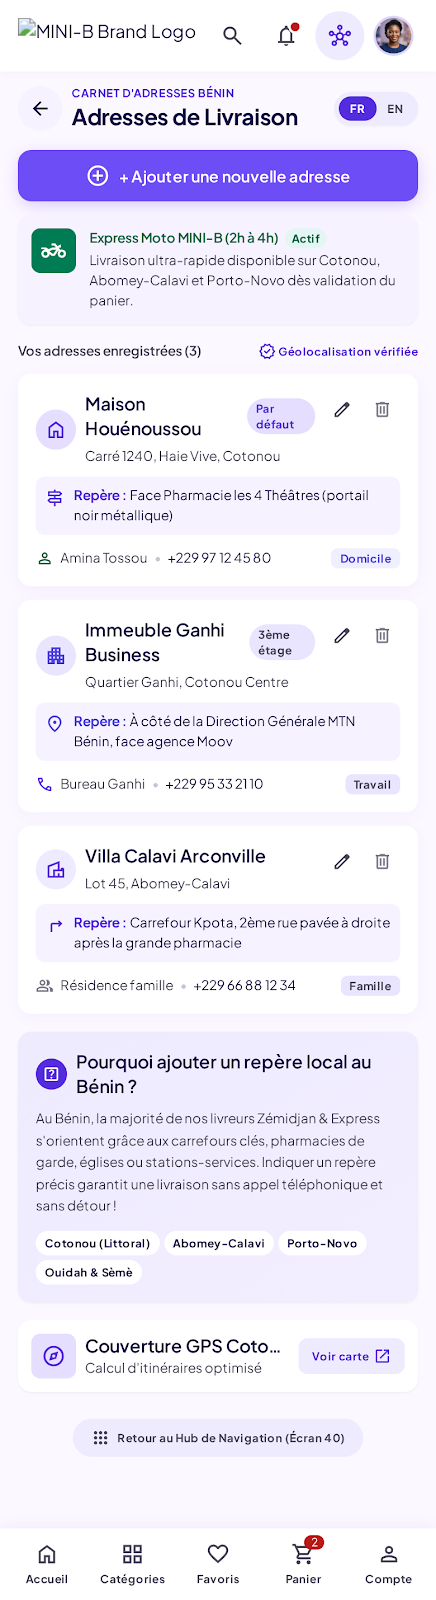 MINI-B Brand Logo
CARNET D'ADRESSES BÉNIN
Adresses de Livraison
FR EN
+ Ajouter une nouvelle adresse
Express Moto MINI-B (2h à 4h) Actif
Livraison ultra-rapide disponible sur Cotonou,
Abomey-Calavi et Porto-Novo dès validation du
panier.
Vos adresses enregistrées (3) Géolocalisation vérifiée
Maison
Houénoussou
Par
défaut
Carré 1240, Haie Vive, Cotonou
Repère : Face Pharmacie les 4 Théâtres (portail
noir métallique)
Amina Tossou • +229 97 12 45 80 Domicile
Immeuble Ganhi
Business
3ème
étage
Quartier Ganhi, Cotonou Centre
Repère : À côté de la Direction Générale MTN
Bénin, face agence Moov
Bureau Ganhi • +229 95 33 21 10 Travail
Villa Calavi Arconville
Lot 45, Abomey-Calavi
Repère : Carrefour Kpota, 2ème rue pavée à droite
après la grande pharmacie
Résidence famille • +229 66 88 12 34 Famille
Pourquoi ajouter un repère local au
Bénin ?
Au Bénin, la majorité de nos livreurs Zémidjan & Express
s'orientent grâce aux carrefours clés, pharmacies de
garde, églises ou stations-services. Indiquer un repère
précis garantit une livraison sans appel téléphonique et
sans détour !
Cotonou (Littoral) Abomey-Calavi Porto-Novo
Ouidah & Sèmè
Couverture GPS Coto...
Calcul d'itinéraires optimisé
Voir carte
Retour au Hub de Navigation (Écran 40)
2
Accueil Catégories Favoris Panier Compte